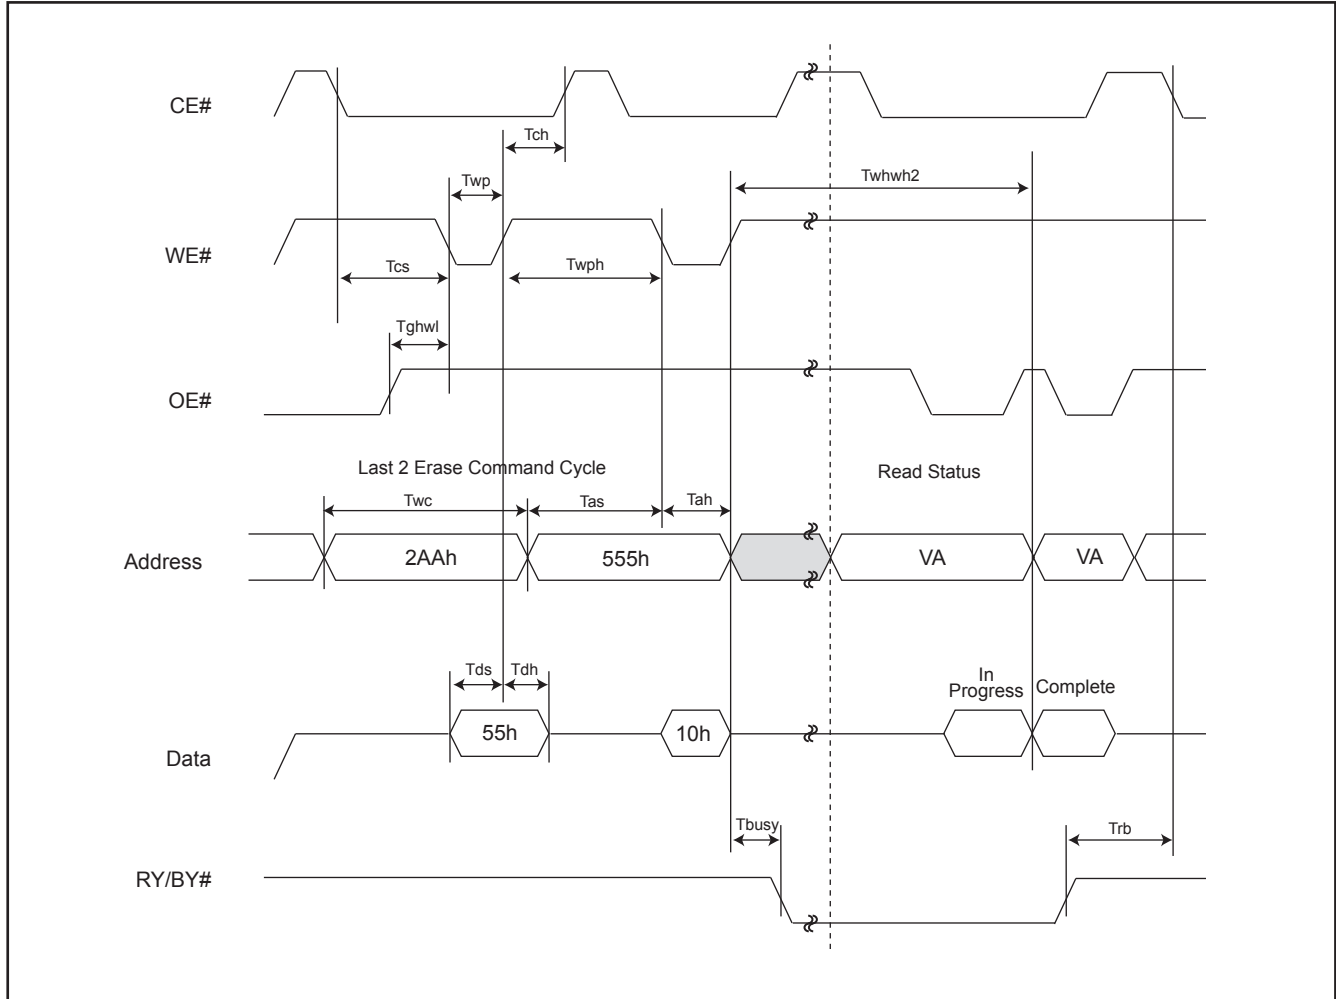 CE#
Tch
Twp
Twhwh2
WE#
Tcs
Twph
Tghwl
OE#
Last 2 Erase Command Cycle
Read Status
Twc
Tas
Tah
Address
2AAh
555h
VA
VA
Tds
Tdh
In
Progress
Complete
55h
10h
Data
Tbusy
Trb
RY/BY#